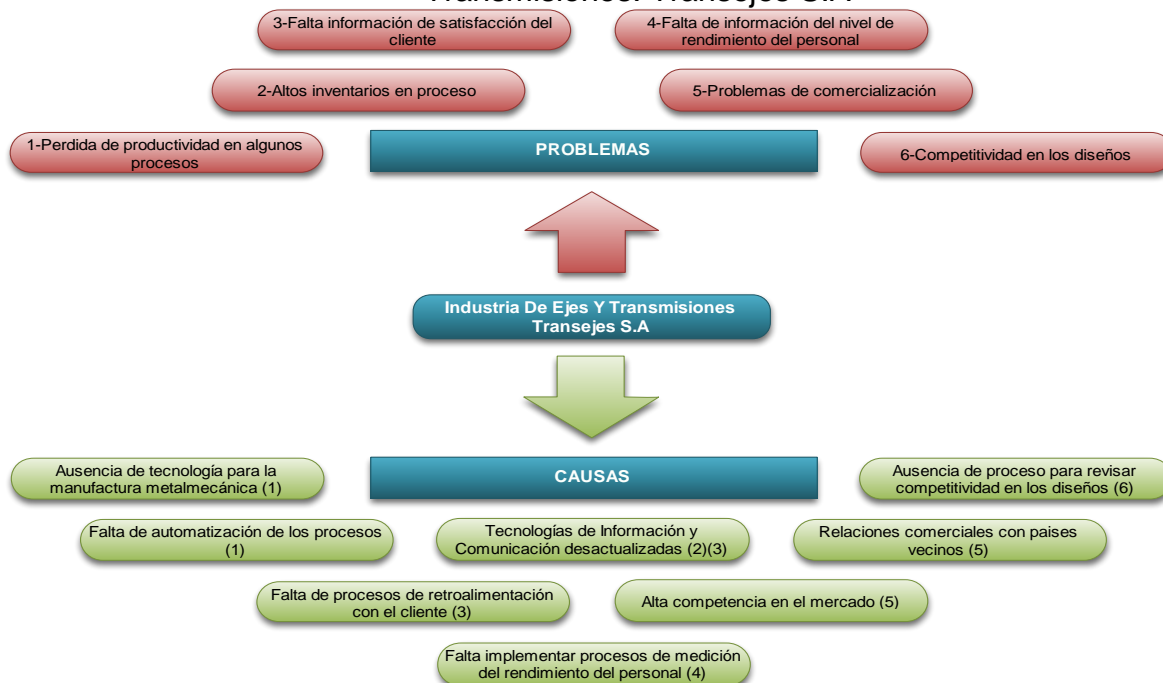 Transmisiones. Transejes S.A
3-Falta información de satisfacción del
cliente
4-Falta de información del nivel de
rendimiento del personal
2-Altos inventarios en proceso
5-Problemas de comercialización
1-Perdida de productividad en algunos
procesos
PROBLEMAS
6-Competitividad en los diseños
Industria De Ejes Y Transmisiones
Transejes S.A
Ausencia de tecnología para la
manufactura metalmecánica (1)
CAUSAS
Ausencia de proceso para revisar
competitividad en los diseños (6)
Falta de automatización de los procesos
(1)
Tecnologías de Información y
Comunicación desactualizadas (2)(3)
Relaciones comerciales con paises
vecinos (5)
Falta de procesos de retroalimentación
con el cliente (3)
Alta competencia en el mercado (5)
Falta implementar procesos de medición
del rendimiento del personal (4)